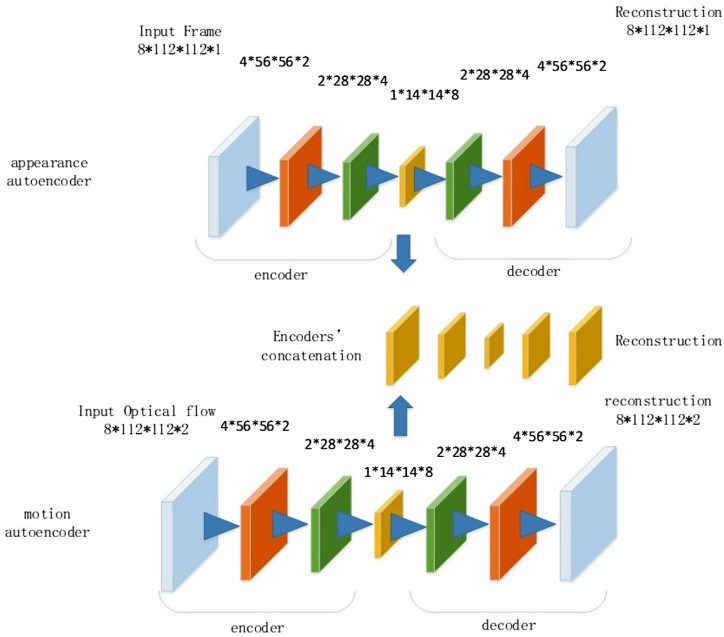 Input Frame
8*112*112*1
4*56*56*2
2*28*28*4
1*14*14*8
2*28*28*4
4*56*56*2
Reconstruction
8*112*112*1
appearance
autoencoder
encoder
decoder
Encoders'
concatenation
Reconstruction
Input Optical flow
8*112*112*2
4*56*56*2
2*28*28*4
1*14*14*8
2*28*28*4
4*56*56*2
reconstruction
8*112*112*2
motion
autoencoder
encoder
decoder